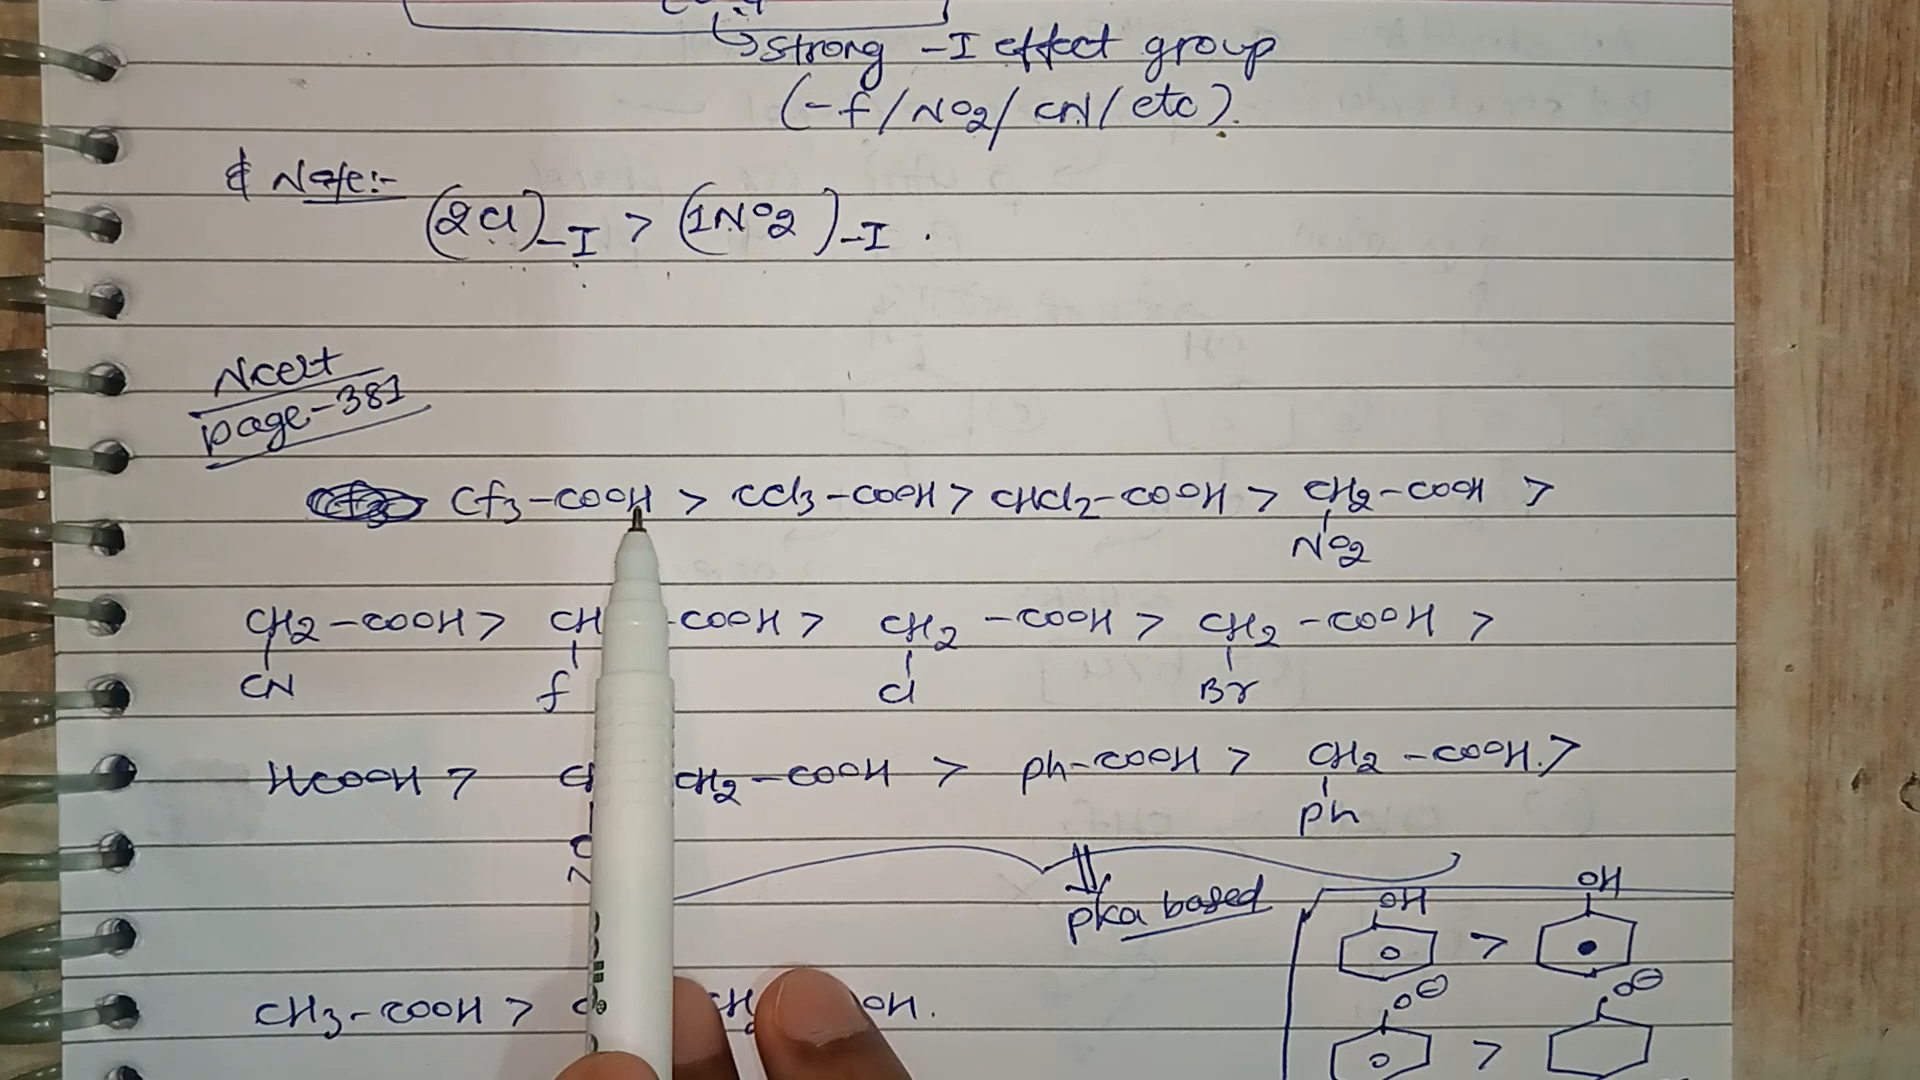 strong -I effect group
(-f/NO2/CN/etc).
Note:-
(2Cl)-I > (1NO2)-I .
Ncert
page-381
Cf3-COOH > CCl3-COOH > CHCl2-COOH > CH2-COOH >
NO2
CH2-COOH > CH -COOH > CH2-COOH > CH2-COOH >
CN f Cl Br
HCOOH > CH2-COOH > ph-COOH > CH2-COOH. >
ph
pka based
OH > OH
CH3-COOH > OH.
O⊖ > O⊖